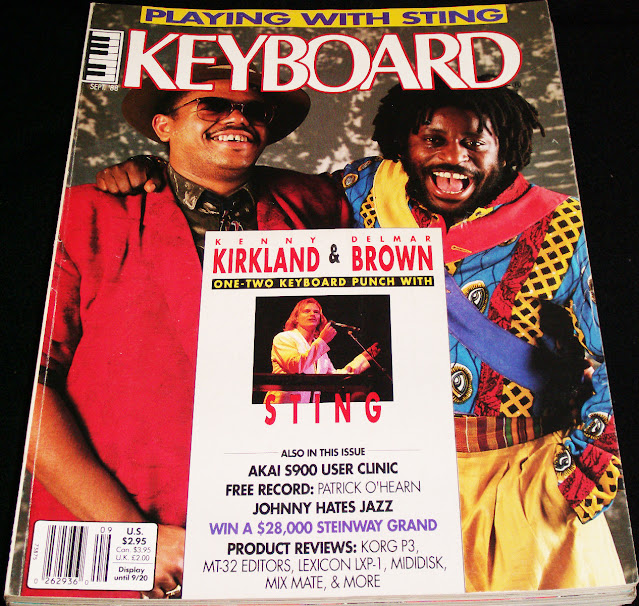 PLAYING WITH STING
KEYBOARD
SEPT. '88
KENNY DELMAR
KIRKLAND & BROWN
ONE-TWO KEYBOARD PUNCH WITH
STING
ALSO IN THIS ISSUE
AKAI S900 USER CLINIC
FREE RECORD: PATRICK O'HEARN
JOHNNY HATES JAZZ
WIN A $28,000 STEINWAY GRAND
PRODUCT REVIEWS: KORG P3,
MT-32 EDITORS, LEXICON LXP-1, MIDIDISK,
MIX MATE, & MORE
09
U.S.
$2.95
Can. $3.95
U.K. £2.00
Display
until 9/20
0 262936 0